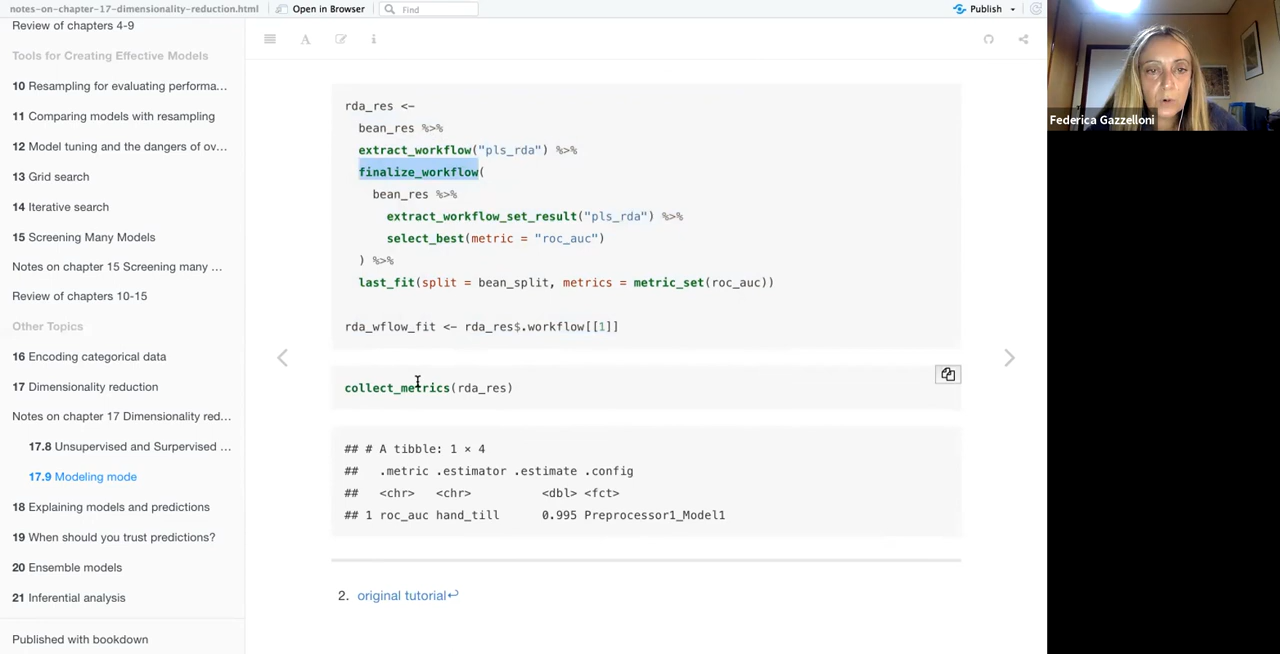 notes-on-chapter-17-dimensionality-reduction.html
Open in Browser
Find
Publish
Review of chapters 4-9
Tools for Creating Effective Models
10 Resampling for evaluating performa...
11 Comparing models with resampling
12 Model tuning and the dangers of ov...
13 Grid search
14 Iterative search
15 Screening Many Models
Notes on chapter 15 Screening many ...
Review of chapters 10-15
Other Topics
16 Encoding categorical data
17 Dimensionality reduction
Notes on chapter 17 Dimensionality red...
17.8 Unsupervised and Surpervised ...
17.9 Modeling mode
18 Explaining models and predictions
19 When should you trust predictions?
20 Ensemble models
21 Inferential analysis
Published with bookdown
A
i
rda_res <-
bean_res %>%
extract_workflow("pls_rda") %>%
finalize_workflow(
bean_res %>%
extract_workflow_set_result("pls_rda") %>%
select_best(metric = "roc_auc")
) %>%
last_fit(split = bean_split, metrics = metric_set(roc_auc))
rda_wflow_fit <- rda_res$.workflow[[1]]
collect_metrics(rda_res)
## # A tibble: 1 × 4
## .metric .estimator .estimate .config
## <chr> <chr> <dbl> <fct>
## 1 roc_auc hand_till 0.995 Preprocessor1_Model1
2. original tutorial↩
Federica Gazzelloni